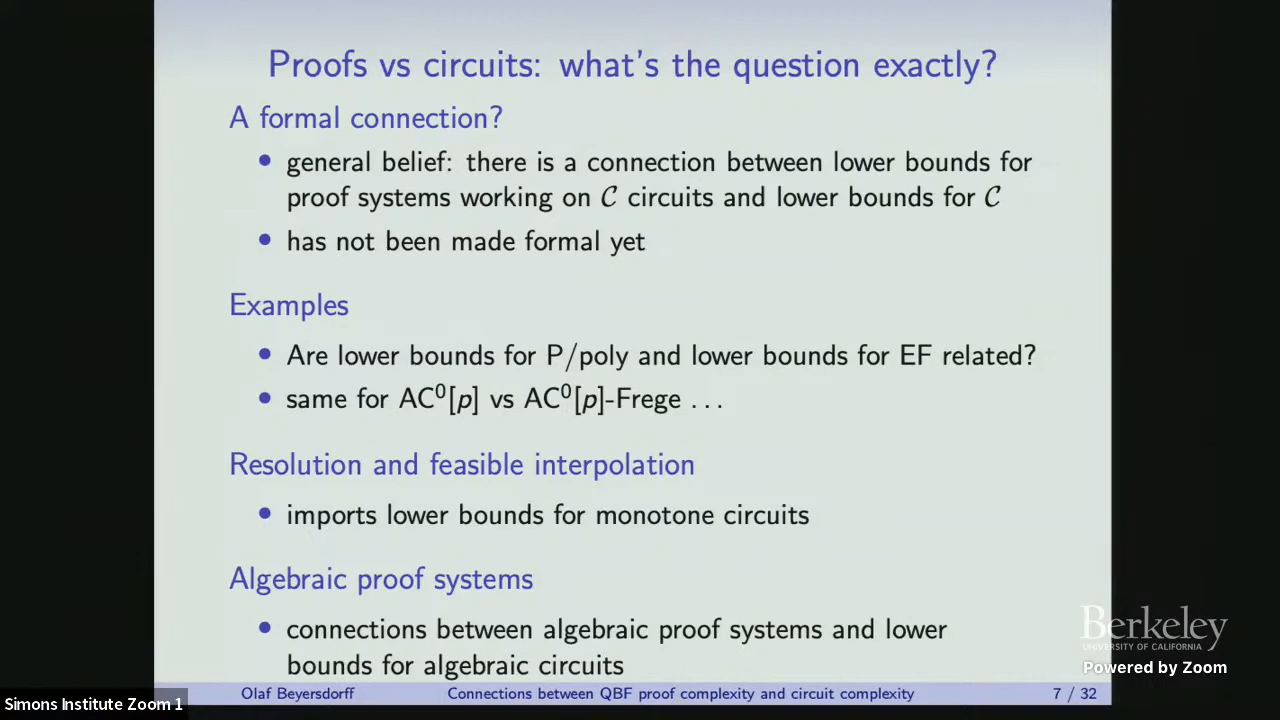 Proofs vs circuits: what's the question exactly?
A formal connection?
• general belief: there is a connection between lower bounds for
proof systems working on 𝒞 circuits and lower bounds for 𝒞
• has not been made formal yet
Examples
• Are lower bounds for P/poly and lower bounds for EF related?
• same for AC⁰[p] vs AC⁰[p]-Frege ...
Resolution and feasible interpolation
• imports lower bounds for monotone circuits
Algebraic proof systems
• connections between algebraic proof systems and lower
bounds for algebraic circuits
Berkeley
UNIVERSITY OF CALIFORNIA
Powered by Zoom
Olaf Beyersdorff Connections between QBF proof complexity and circuit complexity 7 / 32
Simons Institute Zoom 1